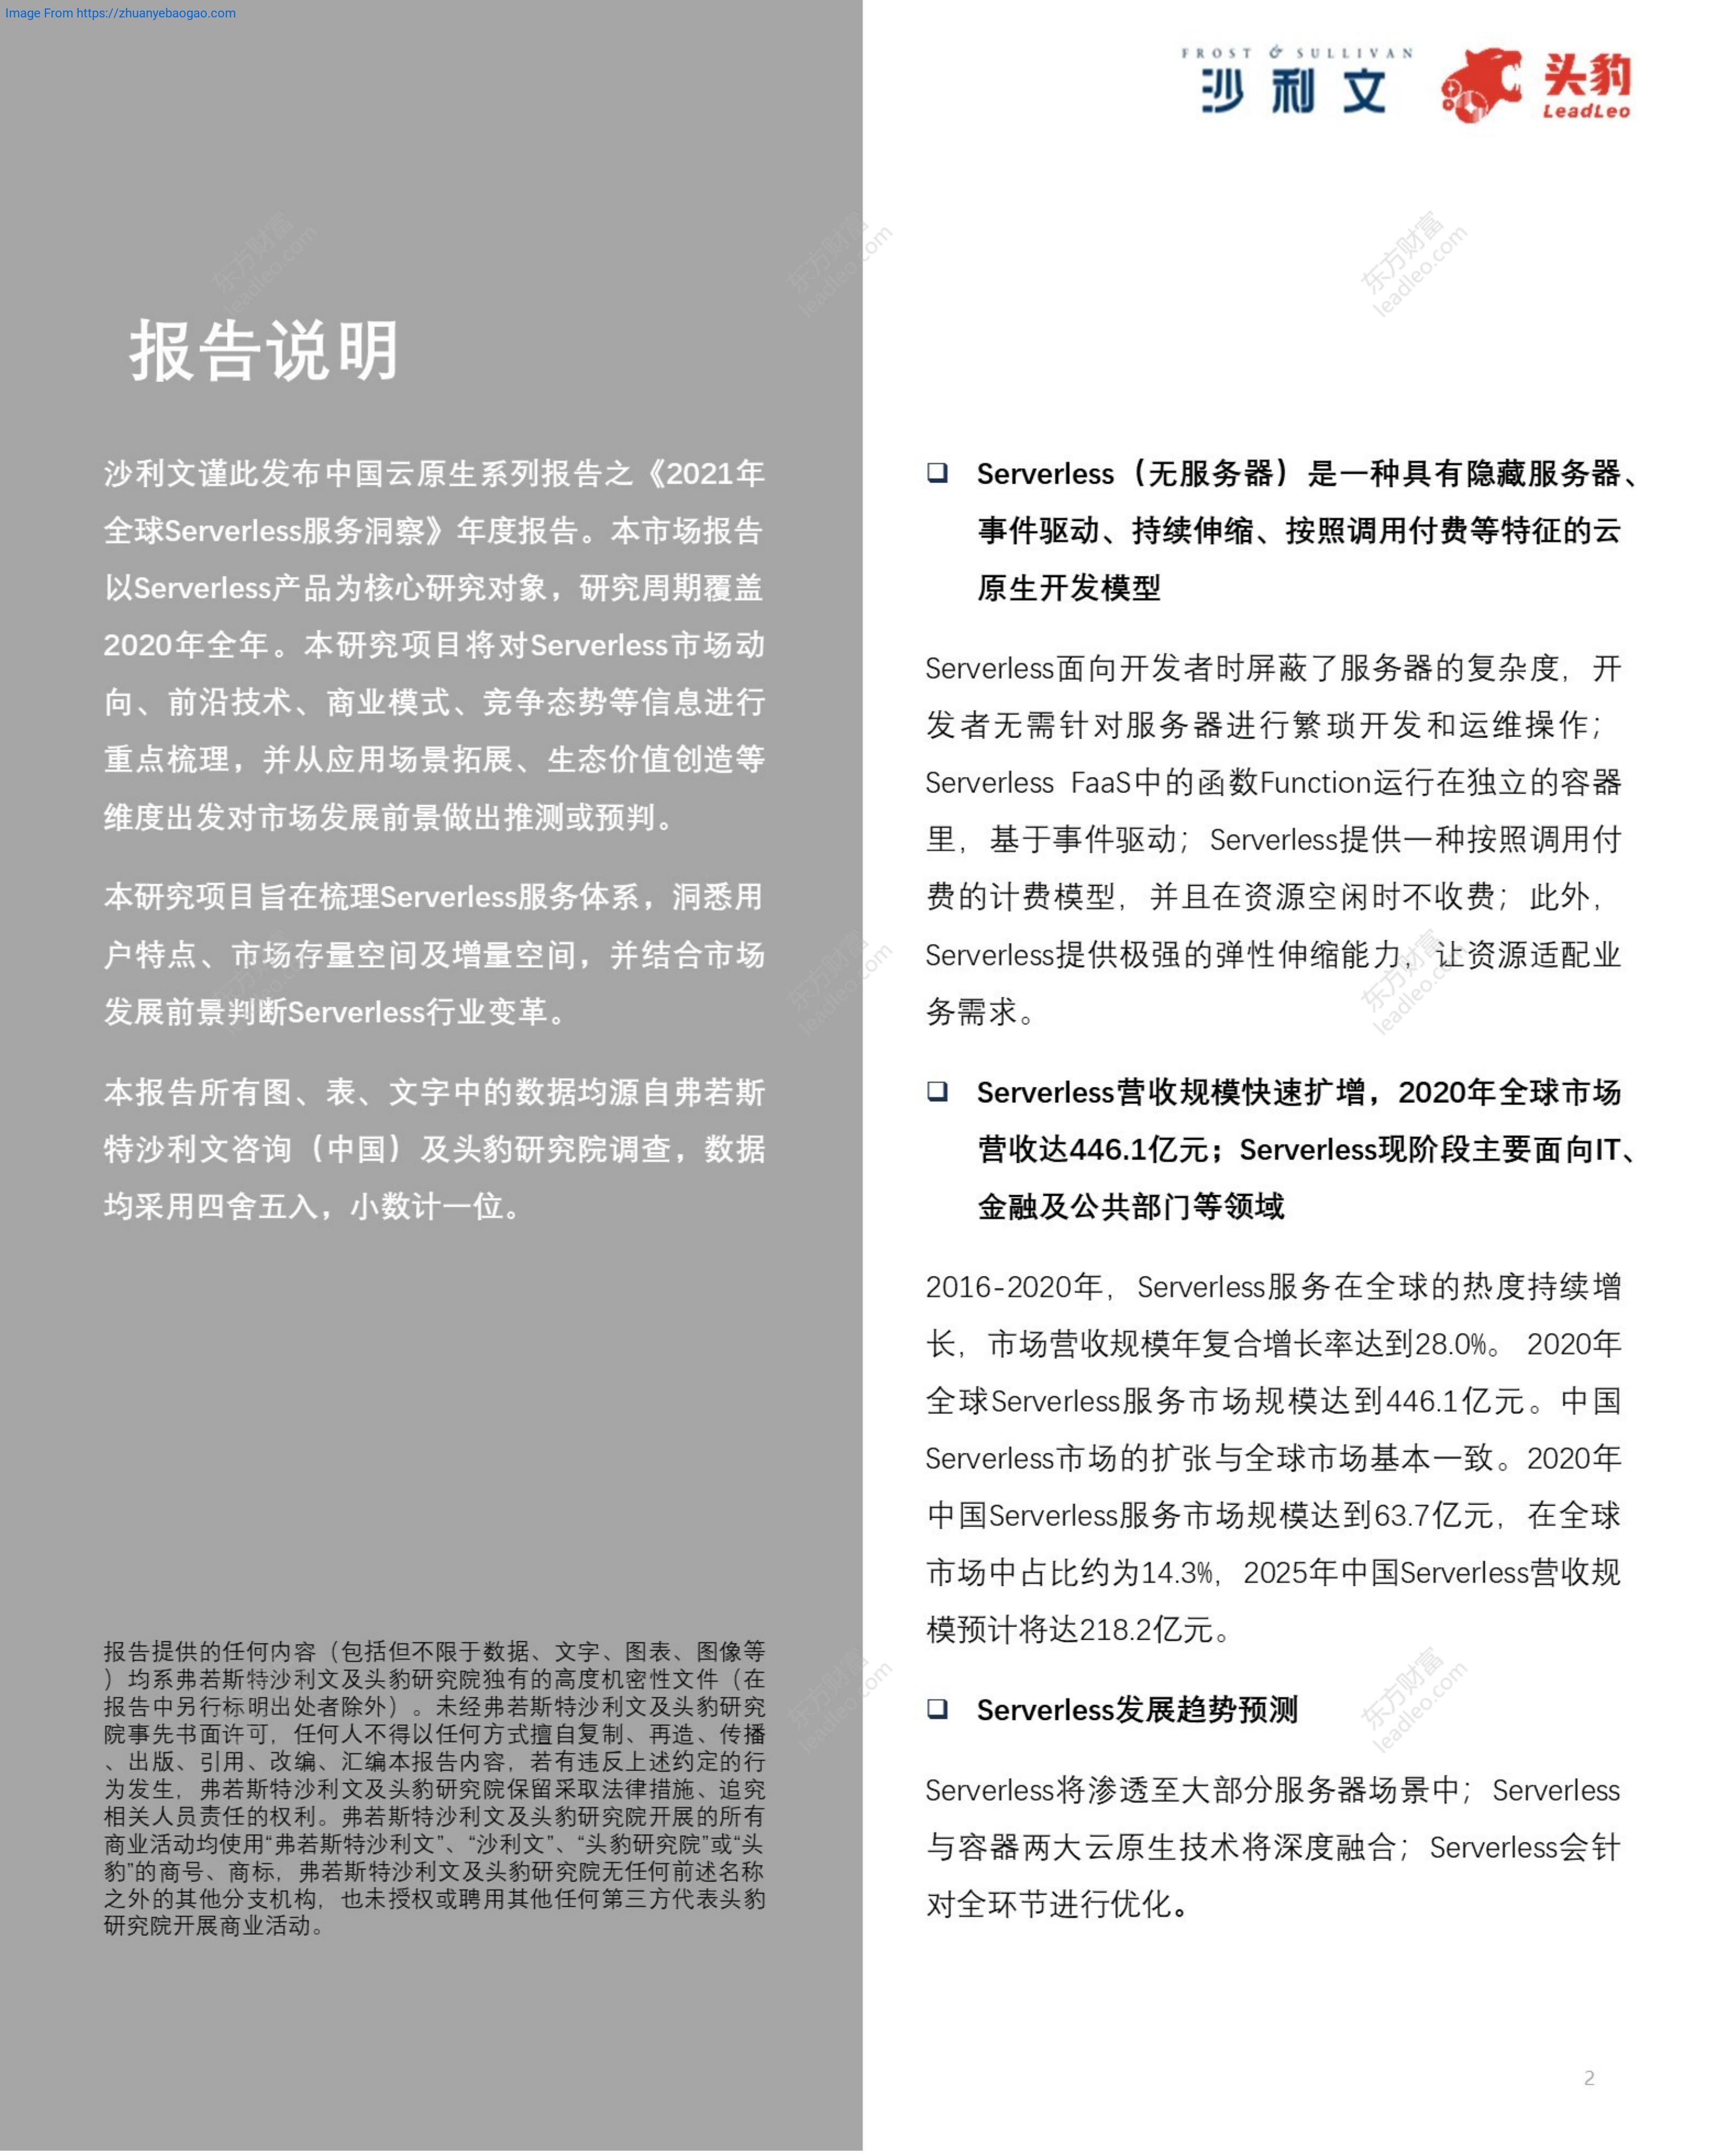 Image From https://zhuanyebaogao.com
FROST & SULLIVAN
沙利文
头豹
LeadLeo
报告说明
沙利文谨此发布中国云原生系列报告之《2021年
全球Serverless服务洞察》年度报告。本市场报告
以Serverless产品为核心研究对象，研究周期覆盖
2020年全年。本研究项目将对Serverless市场动
向、前沿技术、商业模式、竞争态势等信息进行
重点梳理，并从应用场景拓展、生态价值创造等
维度出发对市场发展前景做出推测或预判。
本研究项目旨在梳理Serverless服务体系，洞悉用
户特点、市场存量空间及增量空间，并结合市场
发展前景判断Serverless行业变革。
本报告所有图、表、文字中的数据均源自弗若斯
特沙利文咨询（中国）及头豹研究院调查，数据
均采用四舍五入，小数计一位。
报告提供的任何内容（包括但不限于数据、文字、图表、图像等
）均系弗若斯特沙利文及头豹研究院独有的高度机密性文件（在
报告中另行标明出处者除外）。未经弗若斯特沙利文及头豹研究
院事先书面许可，任何人不得以任何方式擅自复制、再造、传播
、出版、引用、改编、汇编本报告内容，若有违反上述约定的行
为发生，弗若斯特沙利文及头豹研究院保留采取法律措施、追究
相关人员责任的权利。弗若斯特沙利文及头豹研究院开展的所有
商业活动均使用“弗若斯特沙利文”、“沙利文”、“头豹研究院”或“头
豹”的商号、商标，弗若斯特沙利文及头豹研究院无任何前述名称
之外的其他分支机构，也未授权或聘用其他任何第三方代表头豹
研究院开展商业活动。
❑ Serverless（无服务器）是一种具有隐藏服务器、
事件驱动、持续伸缩、按照调用付费等特征的云
原生开发模型
Serverless面向开发者时屏蔽了服务器的复杂度，开
发者无需针对服务器进行繁琐开发和运维操作；
Serverless FaaS中的函数Function运行在独立的容器
里，基于事件驱动；Serverless提供一种按照调用付
费的计费模型，并且在资源空闲时不收费；此外，
Serverless提供极强的弹性伸缩能力，让资源适配业
务需求。
❑ Serverless营收规模快速扩增，2020年全球市场
营收达446.1亿元；Serverless现阶段主要面向IT、
金融及公共部门等领域
2016-2020年，Serverless服务在全球的热度持续增
长，市场营收规模年复合增长率达到28.0%。 2020年
全球Serverless服务市场规模达到446.1亿元。中国
Serverless市场的扩张与全球市场基本一致。2020年
中国Serverless服务市场规模达到63.7亿元，在全球
市场中占比约为14.3%，2025年中国Serverless营收规
模预计将达218.2亿元。
❑ Serverless发展趋势预测
Serverless将渗透至大部分服务器场景中；Serverless
与容器两大云原生技术将深度融合；Serverless会针
对全环节进行优化。
东方财富
leadleo.com
东方财富
leadleo.com
东方财富
leadleo.com
东方财富
leadleo.com
东方财富
leadleo.com
东方财富
leadleo.com
东方财富
leadleo.com
东方财富
leadleo.com
2